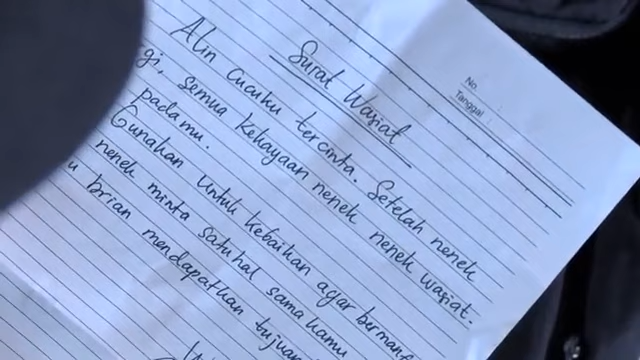 No.
Tanggal :
Surat Wasiat
Alin cucuku tercinta. Setelah nenek
gi, semua kekayaan nenek nenek wasiat.
padamu.
Gunakan untuk kebaikan agar bermanf
nenek minta satu hal sama kamu
u brian mendapatkan tujuan